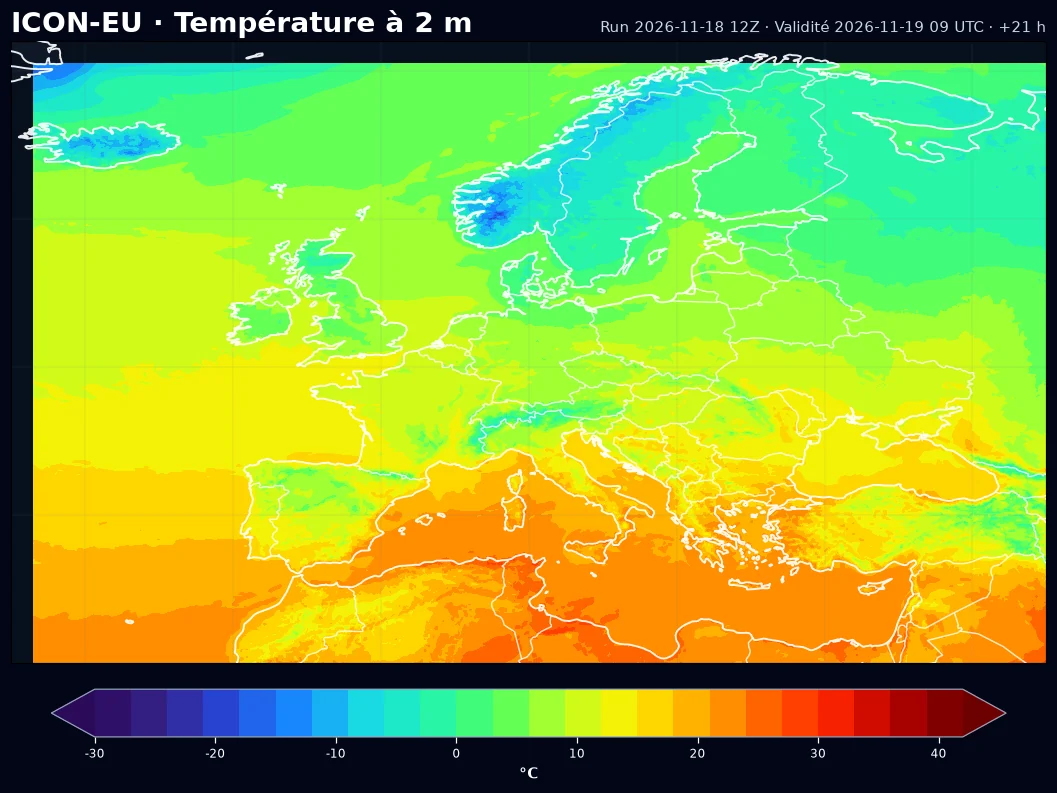 ICON-EU · Température à 2 m
Run 2026-11-18 12Z · Validité 2026-11-19 09 UTC · +21 h
-30 -20 -10 0 10 20 30 40
°C